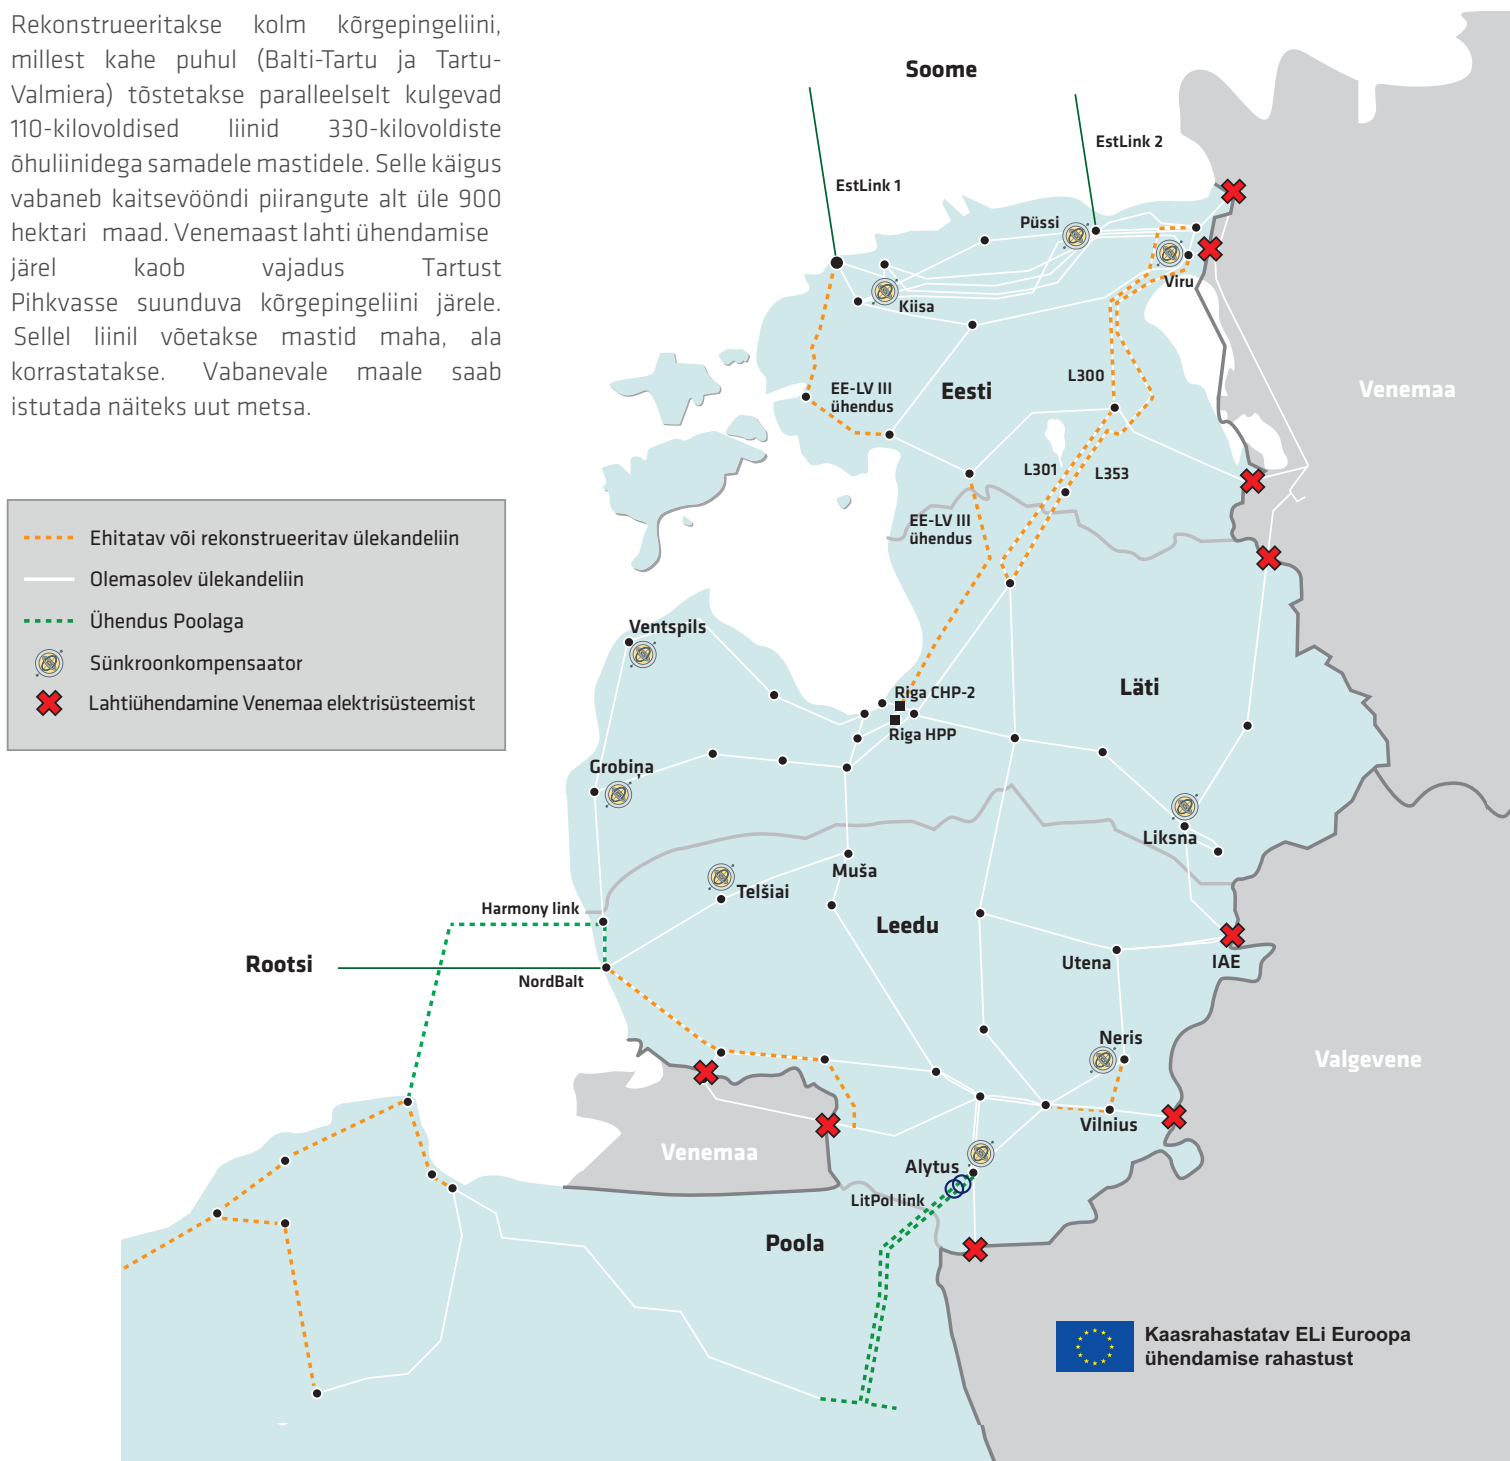 Rekonstrueeritakse kolm kõrgepingeliini,
millest kahe puhul (Balti-Tartu ja Tartu-
Valmiera) tõstetakse paralleelselt kulgevad
110-kilovoldised liinid 330-kilovoldiste
õhuliinidega samadele mastidele. Selle käigus
vabaneb kaitsevööndi piirangute alt üle 900
hektari maad. Venemaast lahti ühendamise
järel kaob vajadus Tartust
Pihkvasse suunduva kõrgepingeliini järele.
Sellel liinil võetakse mastid maha, ala
korrastatakse. Vabanevale maale saab
istutada näiteks uut metsa.
Ehitatav või rekonstrueeritav ülekandeliin
Olemasolev ülekandeliin
Ühendus Poolaga
Sünkroonkompensaator
Lahtiühendamine Venemaa elektrisüsteemist
Soome
EstLink 2
EstLink 1
Püssi
Viru
Kiisa
L300
EE-LV III
ühendus
Eesti
Venemaa
L301
L353
EE-LV III
ühendus
Ventspils
Läti
Riga CHP-2
Riga HPP
Grobiņa
Liksna
Muša
Telšiai
Harmony link
Leedu
Rootsi
Utena
IAE
NordBalt
Neris
Valgevene
Vilnius
Venemaa
Alytus
LitPol link
Poola
Kaasrahastatav ELi Euroopa
ühendamise rahastust